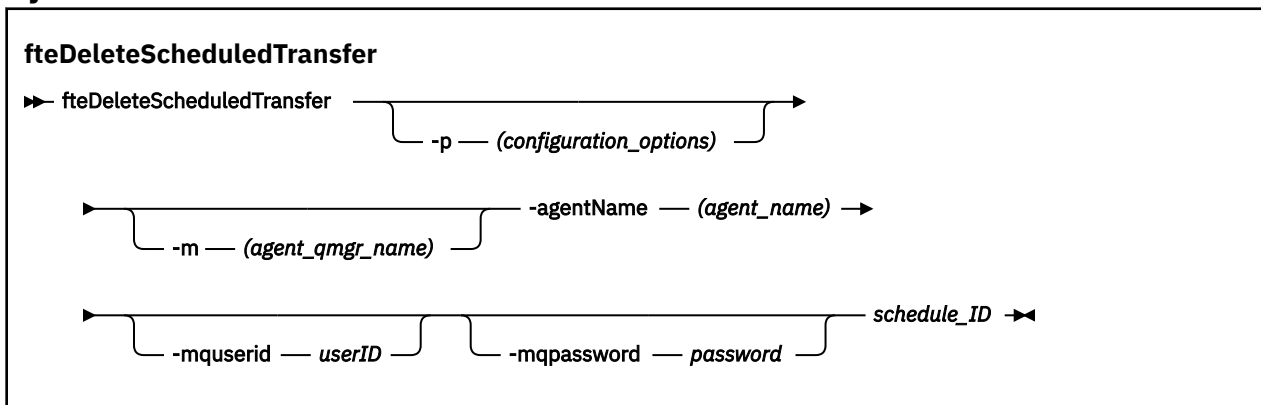 fteDeleteScheduledTransfer
fteDeleteScheduledTransfer
-p (configuration_options)
-agentName (agent_name)
-m (agent_qmgr_name)
schedule_ID
-mquserid userID -mqpassword password